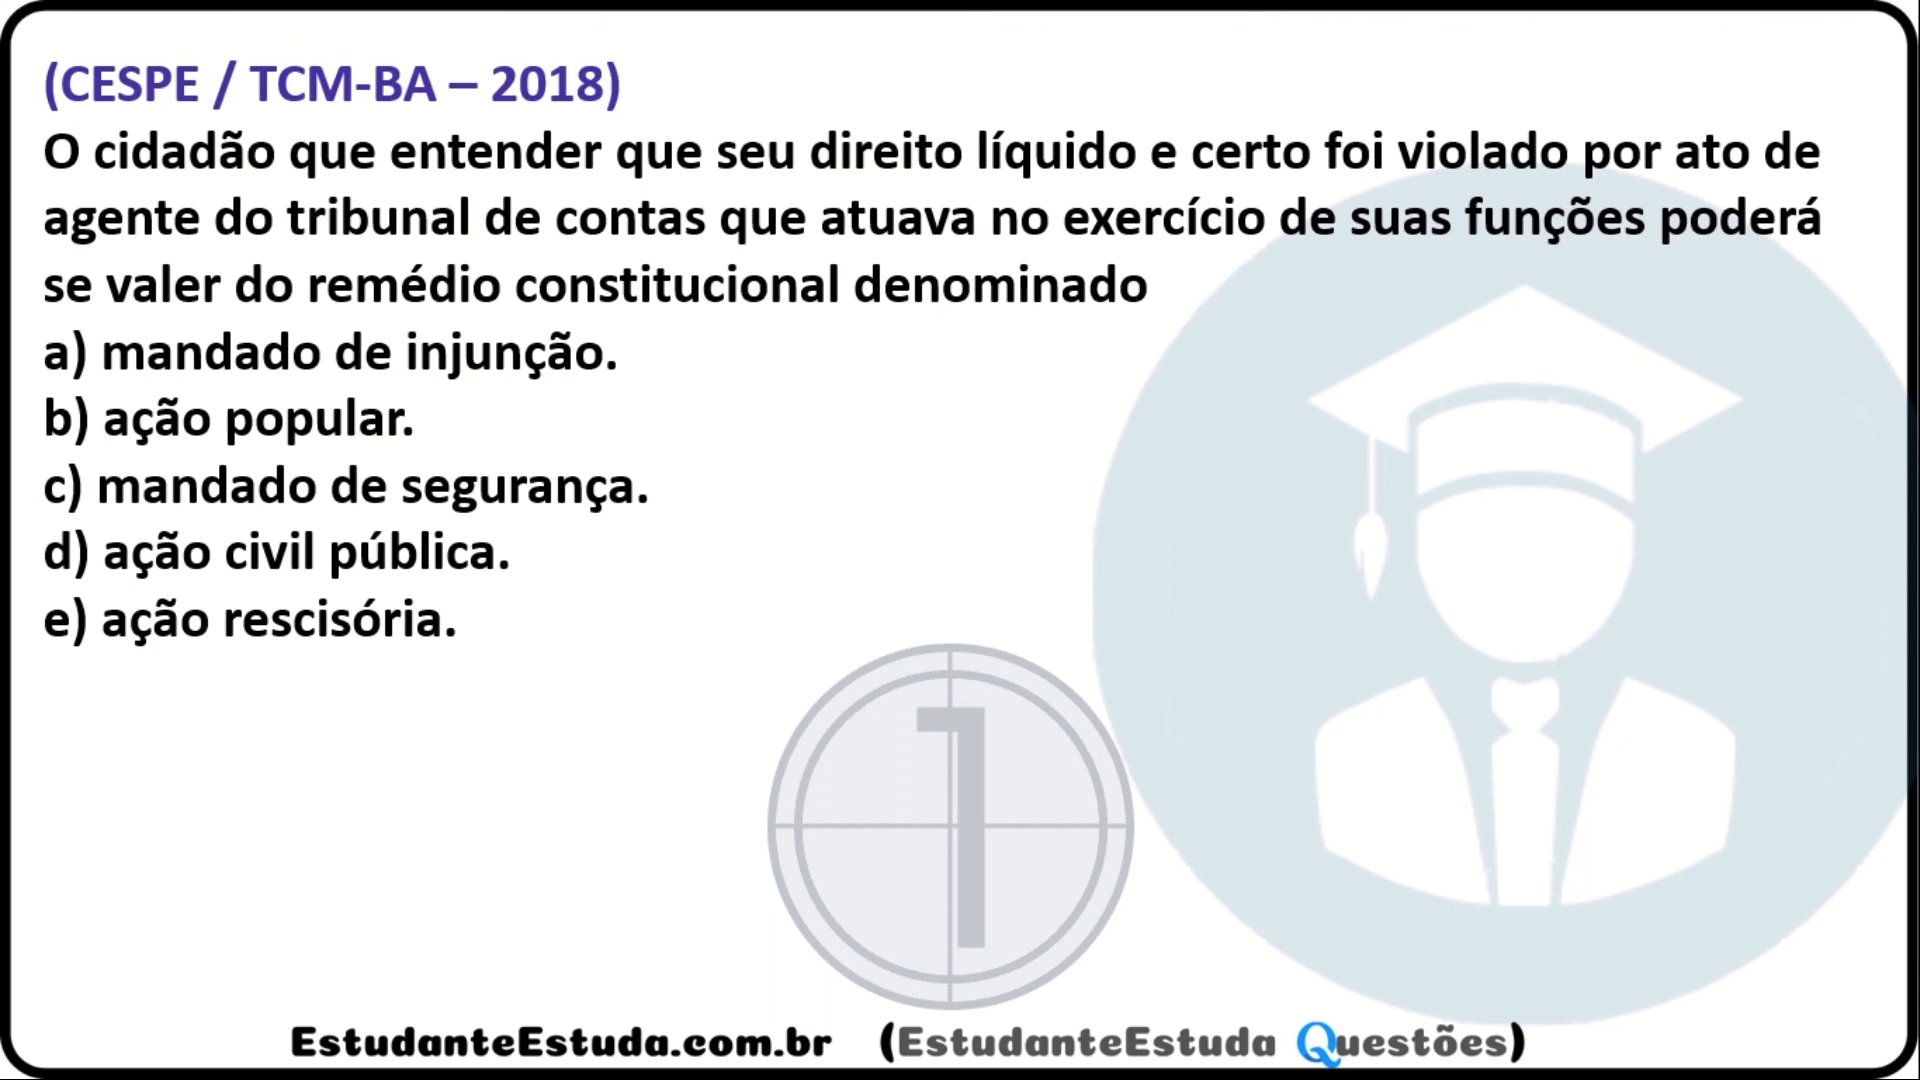 (CESPE / TCM-BA – 2018)
O cidadão que entender que seu direito líquido e certo foi violado por ato de
agente do tribunal de contas que atuava no exercício de suas funções poderá
se valer do remédio constitucional denominado
a) mandado de injunção.
b) ação popular.
c) mandado de segurança.
d) ação civil pública.
e) ação rescisória.
1
EstudanteEstuda.com.br (EstudanteEstuda Questões)